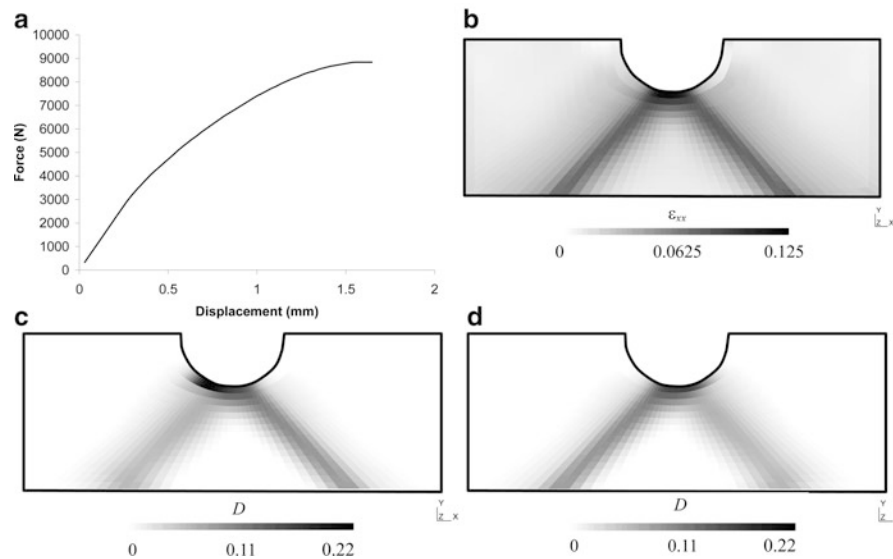 a
10000
9000
8000
7000
6000
5000
4000
3000
2000
1000
0
Force (N)
0 0.5 1 1.5 2
Displacement (mm)
b
εxx
0 0.0625 0.125
Y
Z X
c
D
0 0.11 0.22
Y
Z X
d
D
0 0.11 0.22
Y
Z X